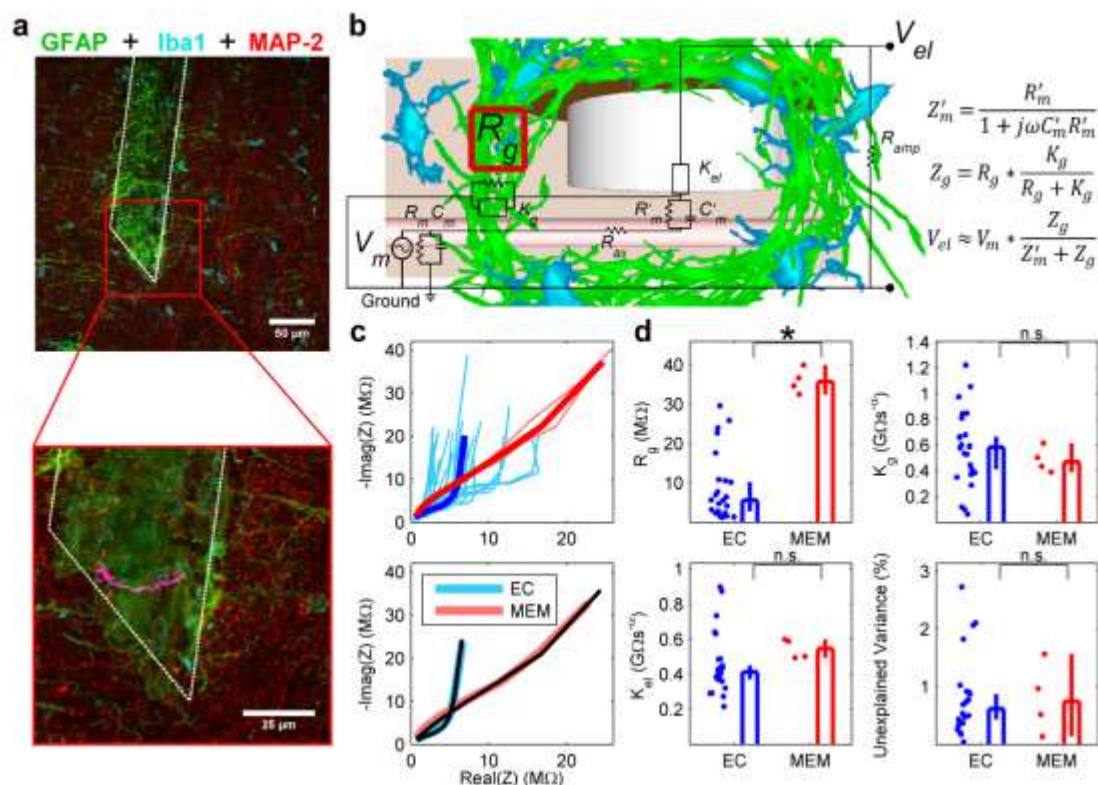 a
GFAP + Iba1 + MAP-2
50 µm
25 µm
b
V_el
R_g
K_el
R_amp
R'_m C'_m
K_g
R_m C_m
R_as
V_m
Ground
Z'_m = R'_m / (1 + jωC'_m R'_m)
Z_g = R_g * K_g / (R_g + K_g)
V_el ≈ V_m * Z_g / (Z'_m + Z_g)
c
-Imag(Z) (MΩ)
40
30
20
10
0
0 10 20
-Imag(Z) (MΩ)
40
30
20
10
0
EC
MEM
0 10 20
Real(Z) (MΩ)
d
*
R_g (MΩ)
40
30
20
10
EC MEM
n.s.
K_g (GΩs^-α)
1.4
1.2
1
0.8
0.6
0.4
0.2
EC MEM
n.s.
K_el (GΩs^-α)
1
0.8
0.6
0.4
0.2
EC MEM
n.s.
Unexplained Variance (%)
3
2
1
EC MEM